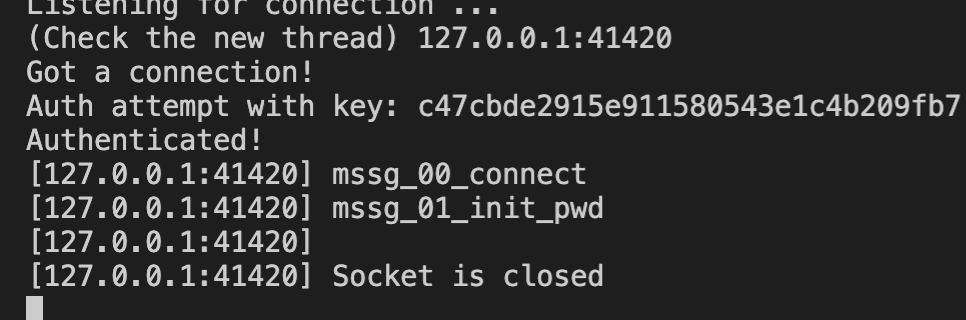 Listening for connection ...
(Check the new thread) 127.0.0.1:41420
Got a connection!
Auth attempt with key: c47cbde2915e911580543e1c4b209fb7
Authenticated!
[127.0.0.1:41420] mssg_00_connect
[127.0.0.1:41420] mssg_01_init_pwd
[127.0.0.1:41420]
[127.0.0.1:41420] Socket is closed